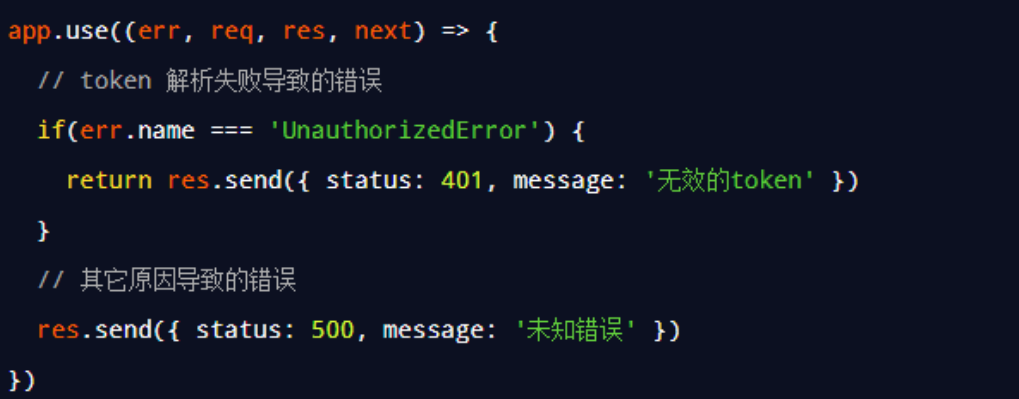 app.use((err, req, res, next) => {
// token 解析失败导致的错误
if(err.name === 'UnauthorizedError') {
return res.send({ status: 401, message: '无效的token' })
}
// 其它原因导致的错误
res.send({ status: 500, message: '未知错误' })
})